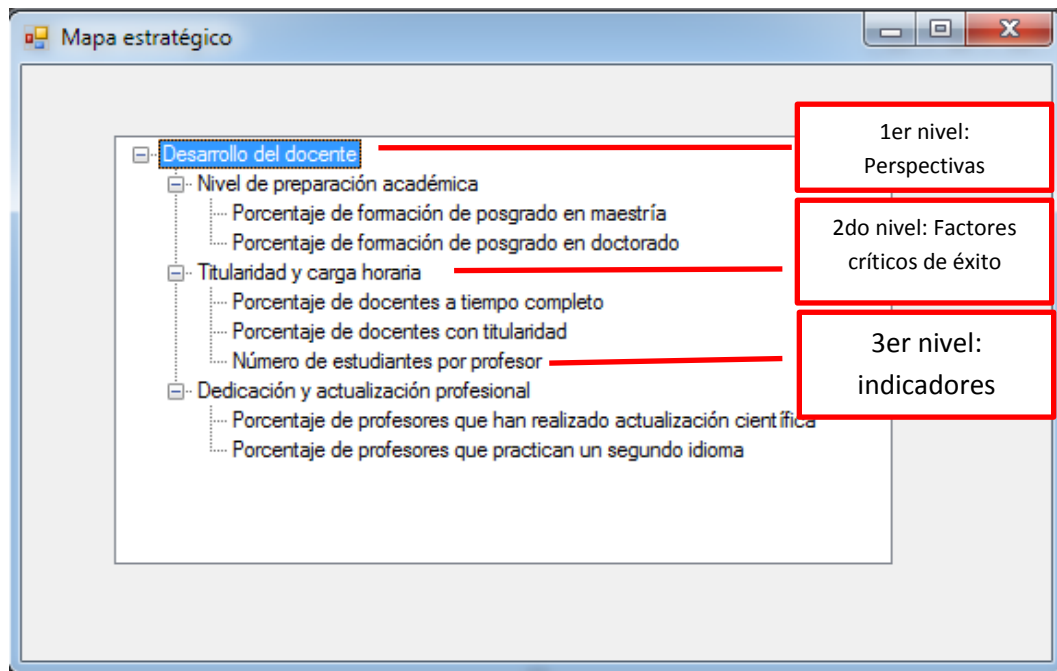 Mapa estratégico
1er nivel:
Perspectivas
Desarrollo del docente
Nivel de preparación académica
Porcentaje de formación de posgrado en maestría
2do nivel: Factores
críticos de éxito
Porcentaje de formación de posgrado en doctorado
Titularidad y carga horaria
Porcentaje de docentes a tiempo completo
Porcentaje de docentes con titularidad
3er nivel:
indicadores
Número de estudiantes por profesor
Dedicación y actualización profesional
Porcentaje de profesores que han realizado actualización científica
Porcentaje de profesores que practican un segundo idioma